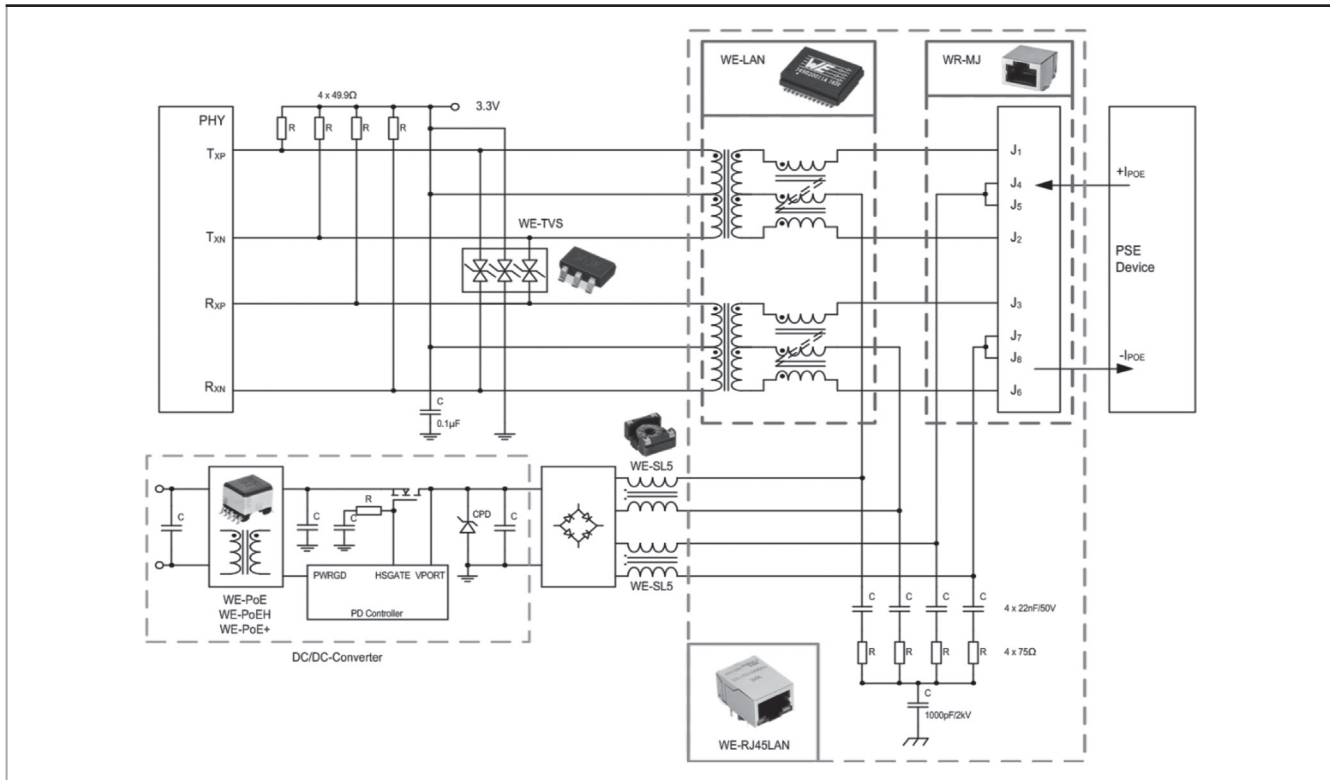 WE-LAN
WR-MJ
4 x 49.9Ω
3.3V
R
R
R
R
PHY
TXP
J1
J4
+IPOE
J5
WE-TVS
TXN
J2
PSE
Device
RXP
J3
J7
J8
-IPOE
RXN
J6
C
0.1µF
WE-SL5
R
C
C
C
CPD
C
PWRGD
HSGATE
VPORT
WE-SL5
WE-PoE
WE-PoEH
WE-PoE+
PD Controller
DC/DC-Converter
C
C
C
C
4 x 22nF/50V
R
R
R
R
4 x 75Ω
C
1000pF/2kV
WE-RJ45LAN